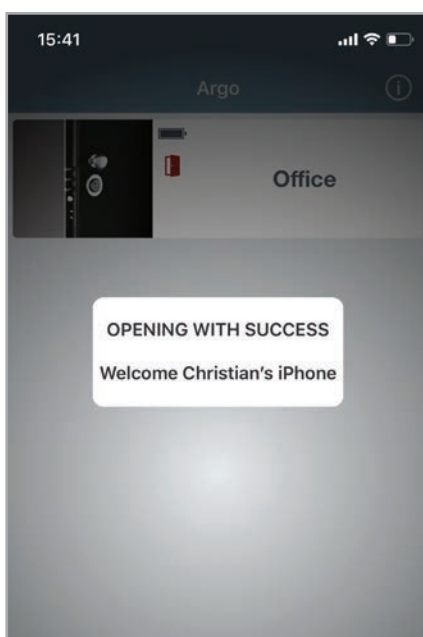 15:41
Argo
Office
OPENING WITH SUCCESS
Welcome Christian's iPhone